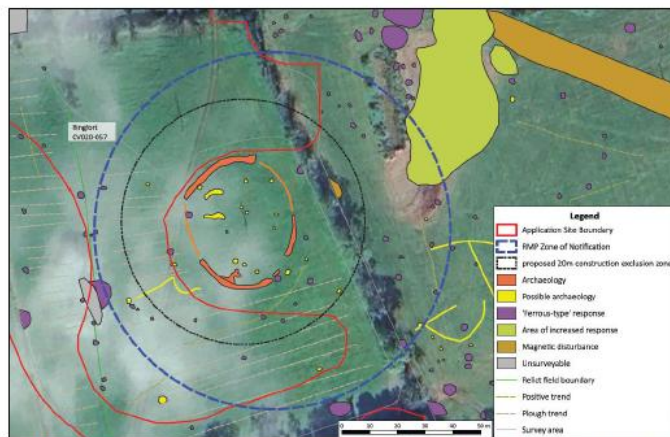 Ringfort
CV020-057
Legend
Application Site Boundary
RMP Zone of Notification
proposed 20m construction exclusion zone
Archaeology
Possible archaeology
'Ferrous-type' response
Area of increased response
Magnetic disturbance
Unsurveyable
Relict field boundary
Positive trend
Plough trend
Survey area
0 10 20 30 40 50 m